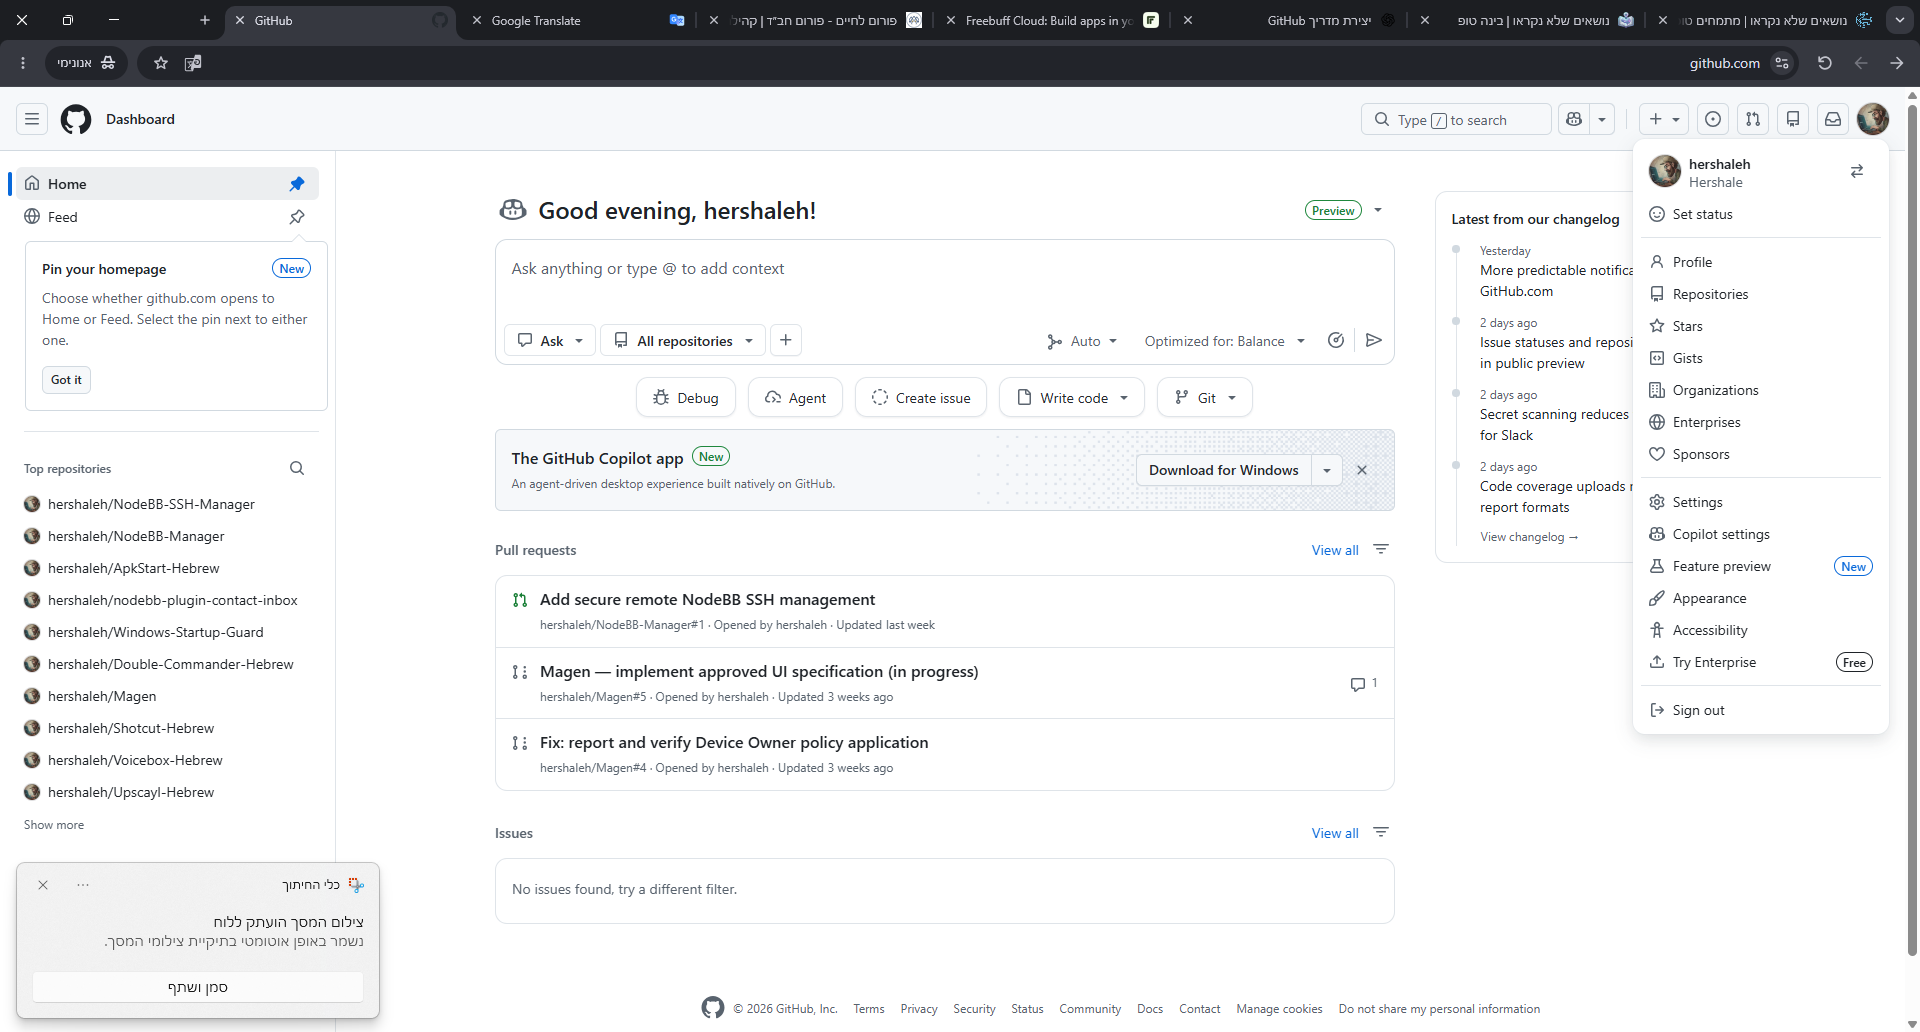 GitHub
Google Translate
פורום לחיים - פורום חב"ד | קהיל
Freebuff Cloud: Build apps in yo
יצירת מדריך GitHub
נושאים שלא נקראו | בינה טופ
נושאים שלא נקראו | מתמחים טופ
אנונימי
github.com
Dashboard
Type / to search
Home
Feed
Pin your homepage
New
Choose whether github.com opens to
Home or Feed. Select the pin next to either
one.
Got it
Top repositories
hershaleh/NodeBB-SSH-Manager
hershaleh/NodeBB-Manager
hershaleh/ApkStart-Hebrew
hershaleh/nodebb-plugin-contact-inbox
hershaleh/Windows-Startup-Guard
hershaleh/Double-Commander-Hebrew
hershaleh/Magen
hershaleh/Shotcut-Hebrew
hershaleh/Voicebox-Hebrew
hershaleh/Upscayl-Hebrew
Show more
Good evening, hershaleh!
Preview
Ask anything or type @ to add context
Ask
All repositories
Auto
Optimized for: Balance
Debug
Agent
Create issue
Write code
Git
The GitHub Copilot app
New
An agent-driven desktop experience built natively on GitHub.
Download for Windows
Pull requests
View all
Add secure remote NodeBB SSH management
hershaleh/NodeBB-Manager#1 · Opened by hershaleh · Updated last week
Magen — implement approved UI specification (in progress)
hershaleh/Magen#5 · Opened by hershaleh · Updated 3 weeks ago
1
Fix: report and verify Device Owner policy application
hershaleh/Magen#4 · Opened by hershaleh · Updated 3 weeks ago
Issues
View all
No issues found, try a different filter.
Latest from our changelog
Yesterday
More predictable notifica
GitHub.com
2 days ago
Issue statuses and reposi
in public preview
2 days ago
Secret scanning reduces
for Slack
2 days ago
Code coverage uploads r
report formats
View changelog →
hershaleh
Hershale
Set status
Profile
Repositories
Stars
Gists
Organizations
Enterprises
Sponsors
Settings
Copilot settings
Feature preview
New
Appearance
Accessibility
Try Enterprise
Free
Sign out
כלי החיתוך
צילום המסך הועתק ללוח
נשמר באופן אוטומטי בתיקיית צילומי המסך.
סמן ושתף
© 2026 GitHub, Inc.
Terms
Privacy
Security
Status
Community
Docs
Contact
Manage cookies
Do not share my personal information